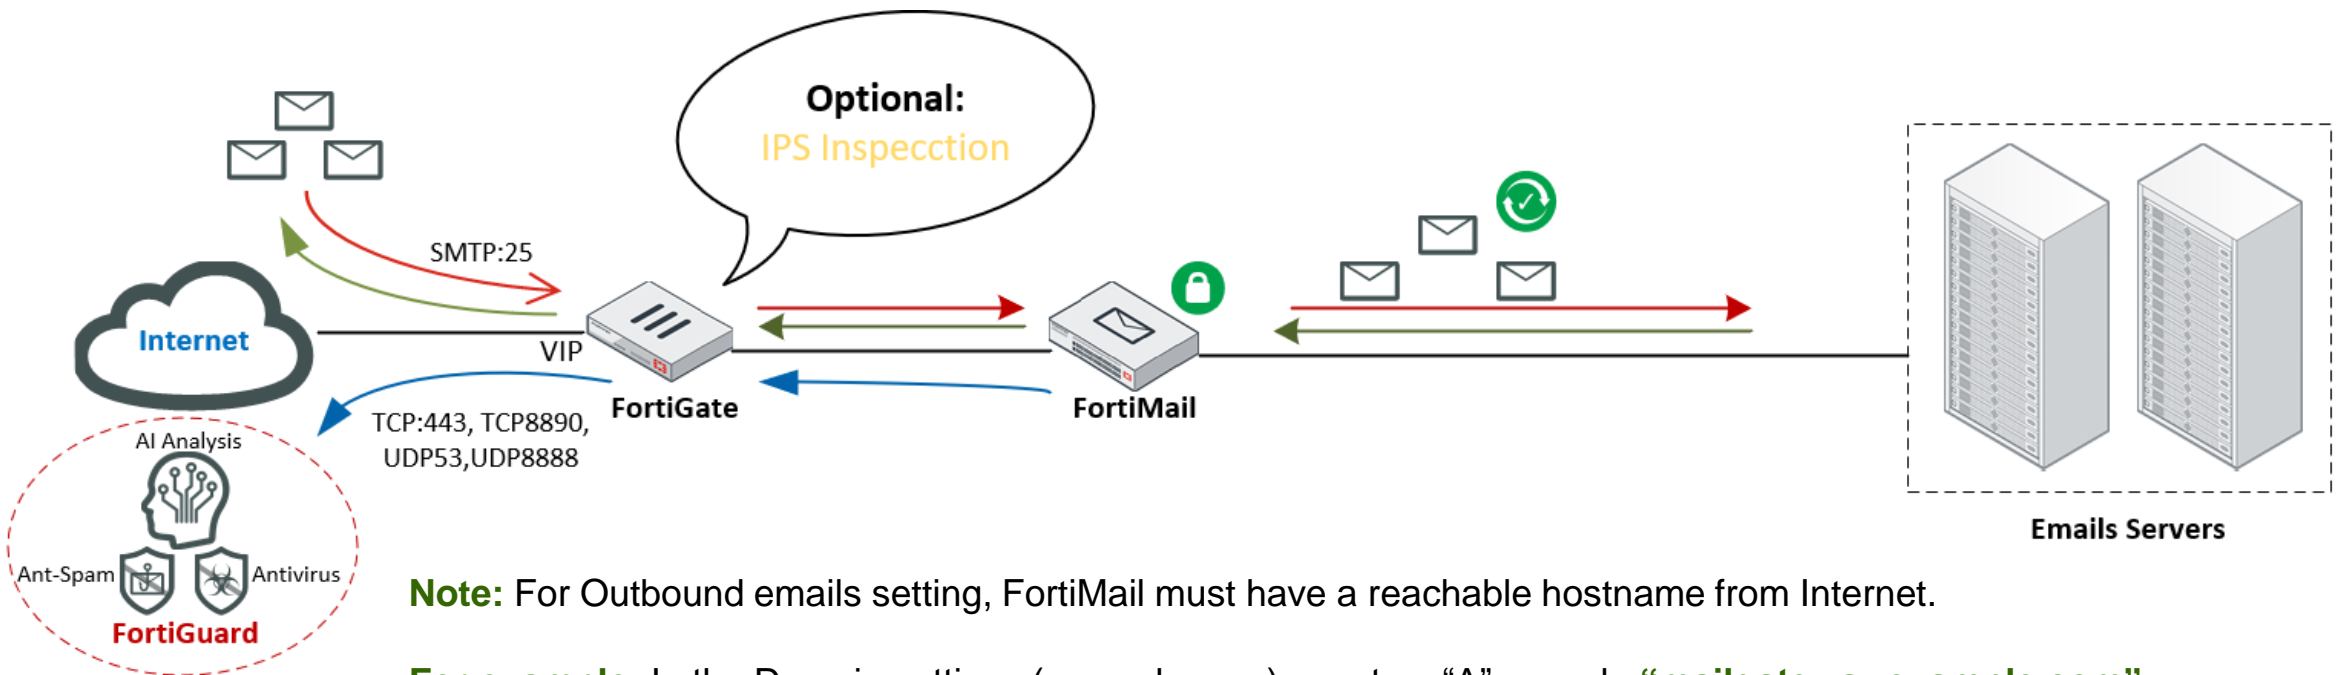 Optional:
IPS Inspecction
SMTP:25
Internet
VIP
FortiGate
FortiMail
TCP:443, TCP8890,
UDP53,UDP8888
AI Analysis
Ant-Spam
Antivirus
FortiGuard
Emails Servers
Note: For Outbound emails setting, FortiMail must have a reachable hostname from Internet.